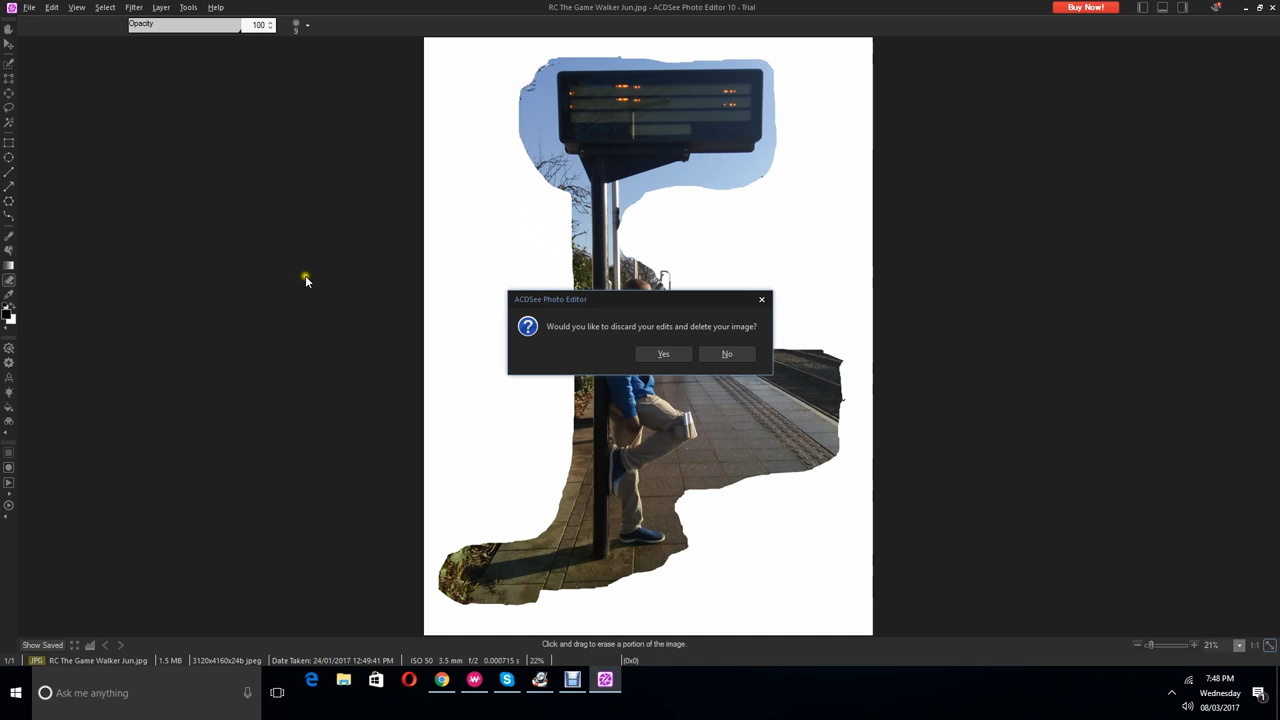 File Edit View Select Filter Layer Tools Help
RC The Game Walker Jun.jpg - ACDSee Photo Editor 10 - Trial
Buy Now!
Opacity 100
9
ACDSee Photo Editor
Would you like to discard your edits and delete your image?
Yes No
Show Saved
Click and drag to erase a portion of the image.
21%
1:1
1/1 JPG RC The Game Walker Jun.jpg 1.5 MB 3120x4160x24b jpeg Date Taken: 24/01/2017 12:49:41 PM ISO 50 3.5 mm f/2 0.000715 s 22% (0x0)
Ask me anything
7:48 PM
Wednesday
08/03/2017